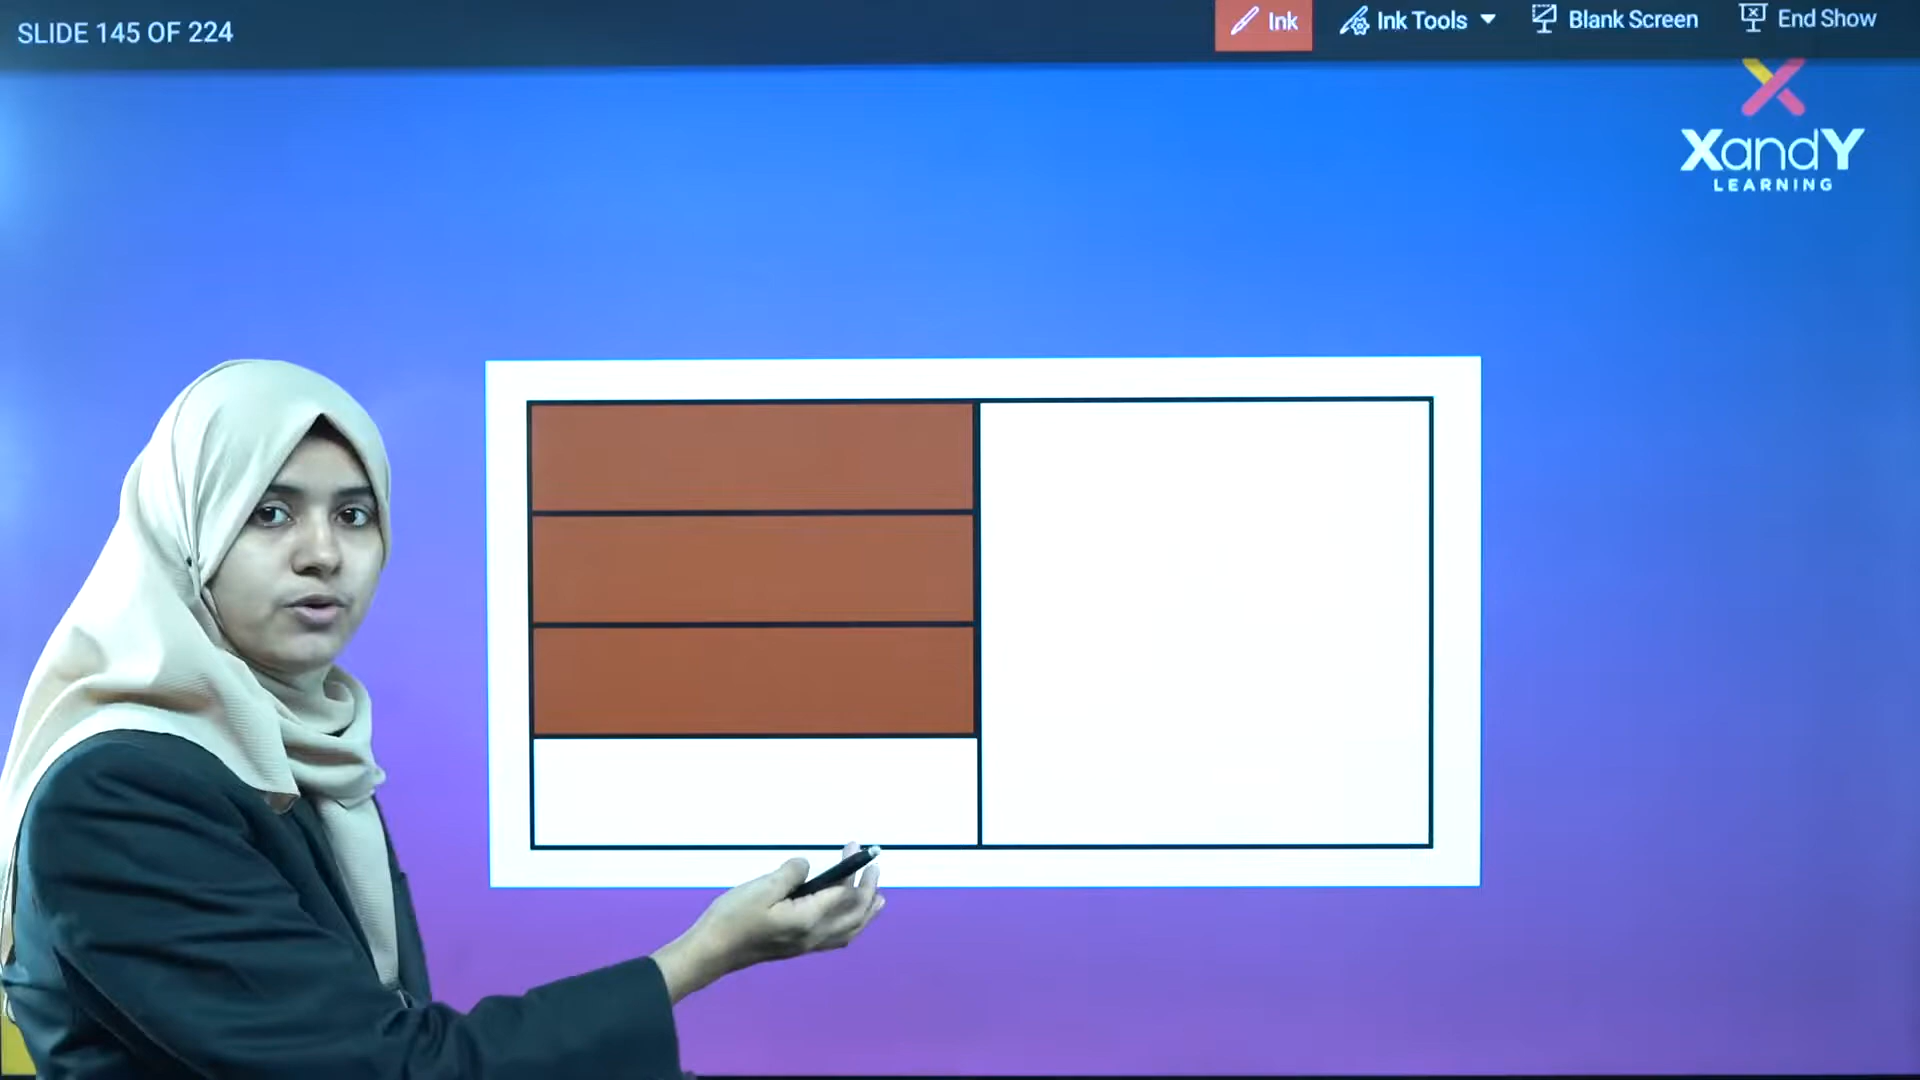 SLIDE 145 OF 224
Ink
Ink Tools
Blank Screen
End Show
XandY
LEARNING